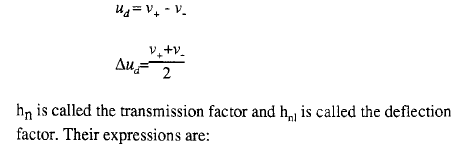 u_d = v_+ - v_-
Δu_d = (v_+ + v_-)/2
h_n is called the transmission factor and h_nl is called the deflection
factor. Their expressions are: